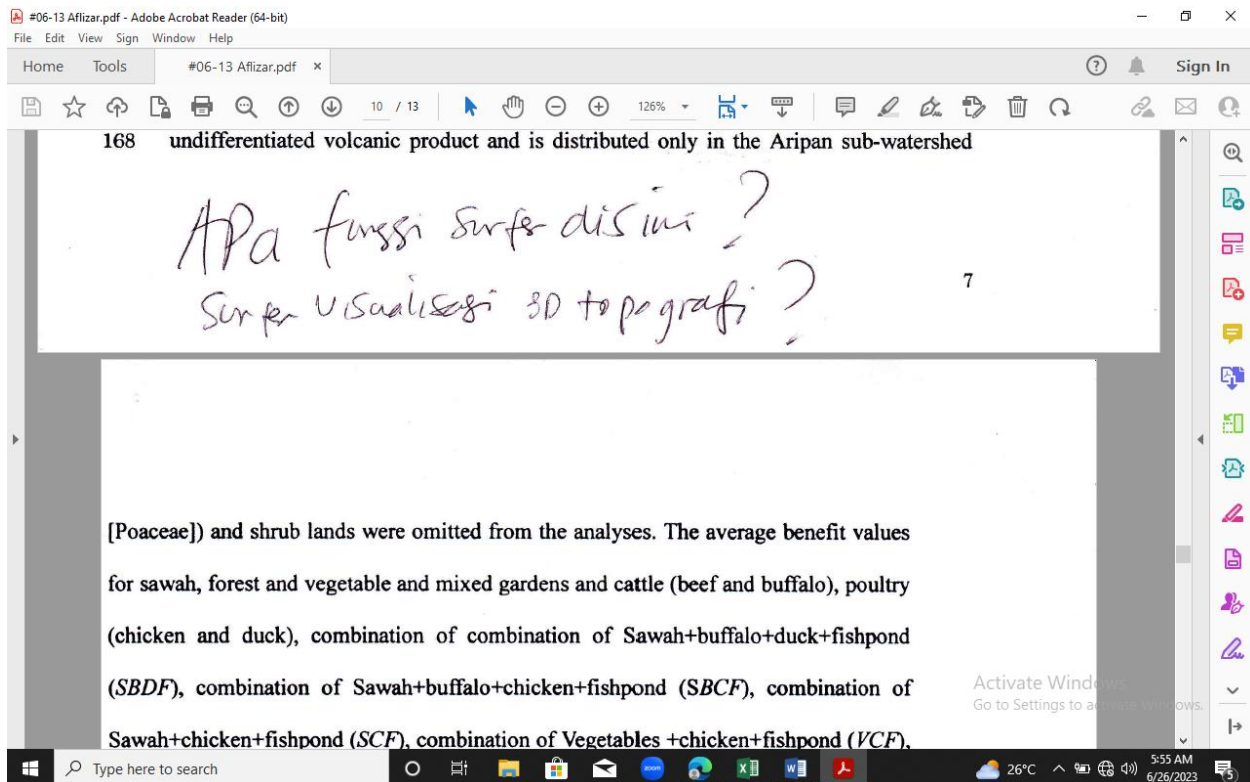 #06-13 Aflizar.pdf - Adobe Acrobat Reader (64-bit)
File Edit View Sign Window Help
Home Tools #06-13 Aflizar.pdf × Sign In
10 / 13 126%
168 undifferentiated volcanic product and is distributed only in the Aripan sub-watershed
APa fungsi Surfer disini ?
Surfer Visualisasi 3D topografi ?
7
[Poaceae]) and shrub lands were omitted from the analyses. The average benefit values
for sawah, forest and vegetable and mixed gardens and cattle (beef and buffalo), poultry
(chicken and duck), combination of combination of Sawah+buffalo+duck+fishpond
(SBDF), combination of Sawah+buffalo+chicken+fishpond (SBCF), combination of
Sawah+chicken+fishpond (SCF), combination of Vegetables +chicken+fishpond (VCF),
Activate Windows
Go to Settings to activate Windows.
Type here to search
zoom
26°C
5:55 AM
6/26/2023
5